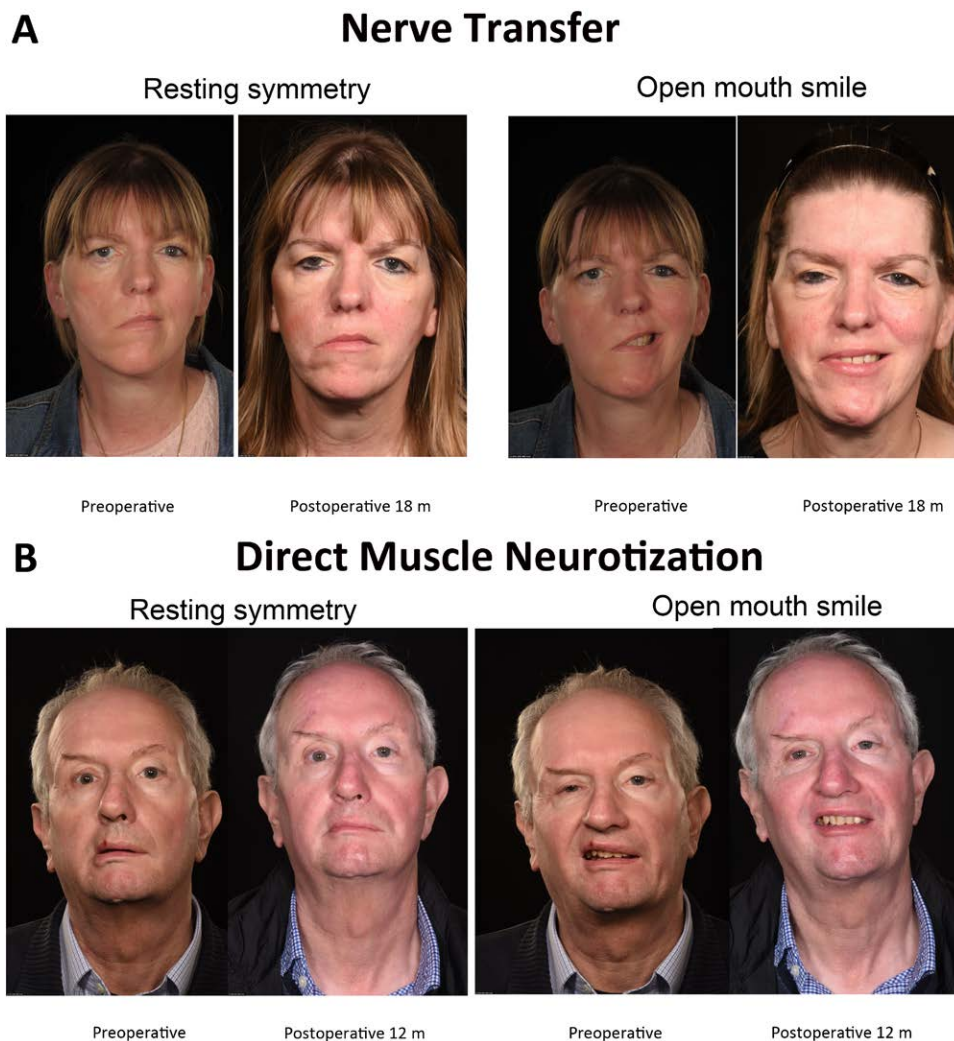 A
Nerve Transfer
Resting symmetry
Open mouth smile
Preoperative
Postoperative 18 m
Preoperative
Postoperative 18 m
B
Direct Muscle Neurotization
Resting symmetry
Open mouth smile
Preoperative
Postoperative 12 m
Preoperative
Postoperative 12 m